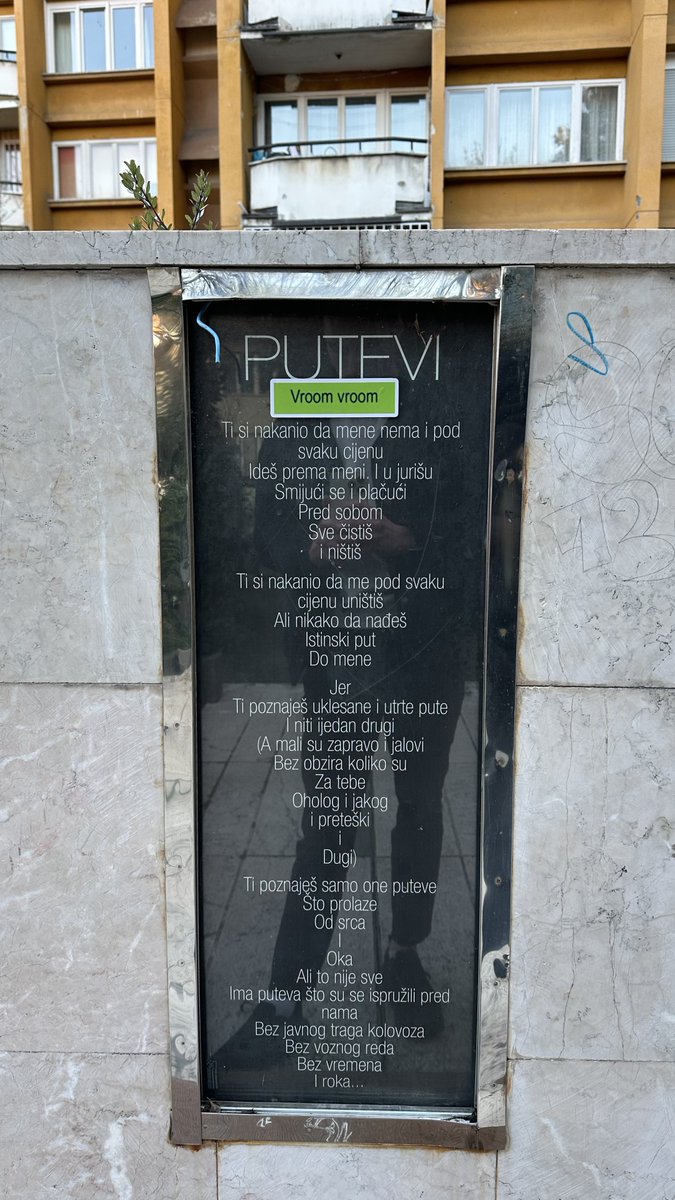 PUTEVI
Vroom vroom
Ti si nakanio da mene nema i pod
svaku cijenu
Ideš prema meni. I u jurišu
Smijući se i plačući
Pred sobom
Sve čistiš
i ništiš
Ti si nakanio da me pod svaku
cijenu uništiš
Ali nikako da nađeš
Istinski put
Do mene
Jer
Ti poznaješ uklesane i utrte pute
I niti ijedan drugi
(A mali su zapravo i jalovi
Bez obzira koliko su
Za tebe
Oholog i jakog
i preteški
i
Dugi)
Ti poznaješ samo one puteve
Što prolaze
Od srca
I
Oka
Ali to nije sve
Ima puteva što su se ispružili pred
nama
Bez javnog traga kolovoza
Bez voznog reda
Bez vremena
I roka...